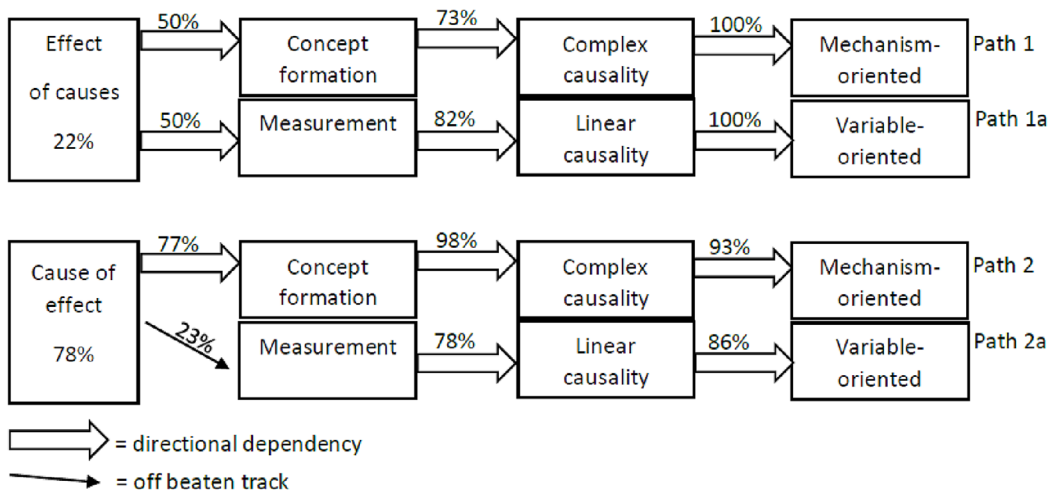 50%
73%
100%
Effect
of causes
22%
Concept
formation
Complex
causality
Mechanism-
oriented
Path 1
50%
82%
100%
Measurement
Linear
causality
Variable-
oriented
Path 1a
77%
98%
93%
Cause of
effect
78%
Concept
formation
Complex
causality
Mechanism-
oriented
Path 2
23%
78%
86%
Measurement
Linear
causality
Variable-
oriented
Path 2a
= directional dependency
= off beaten track